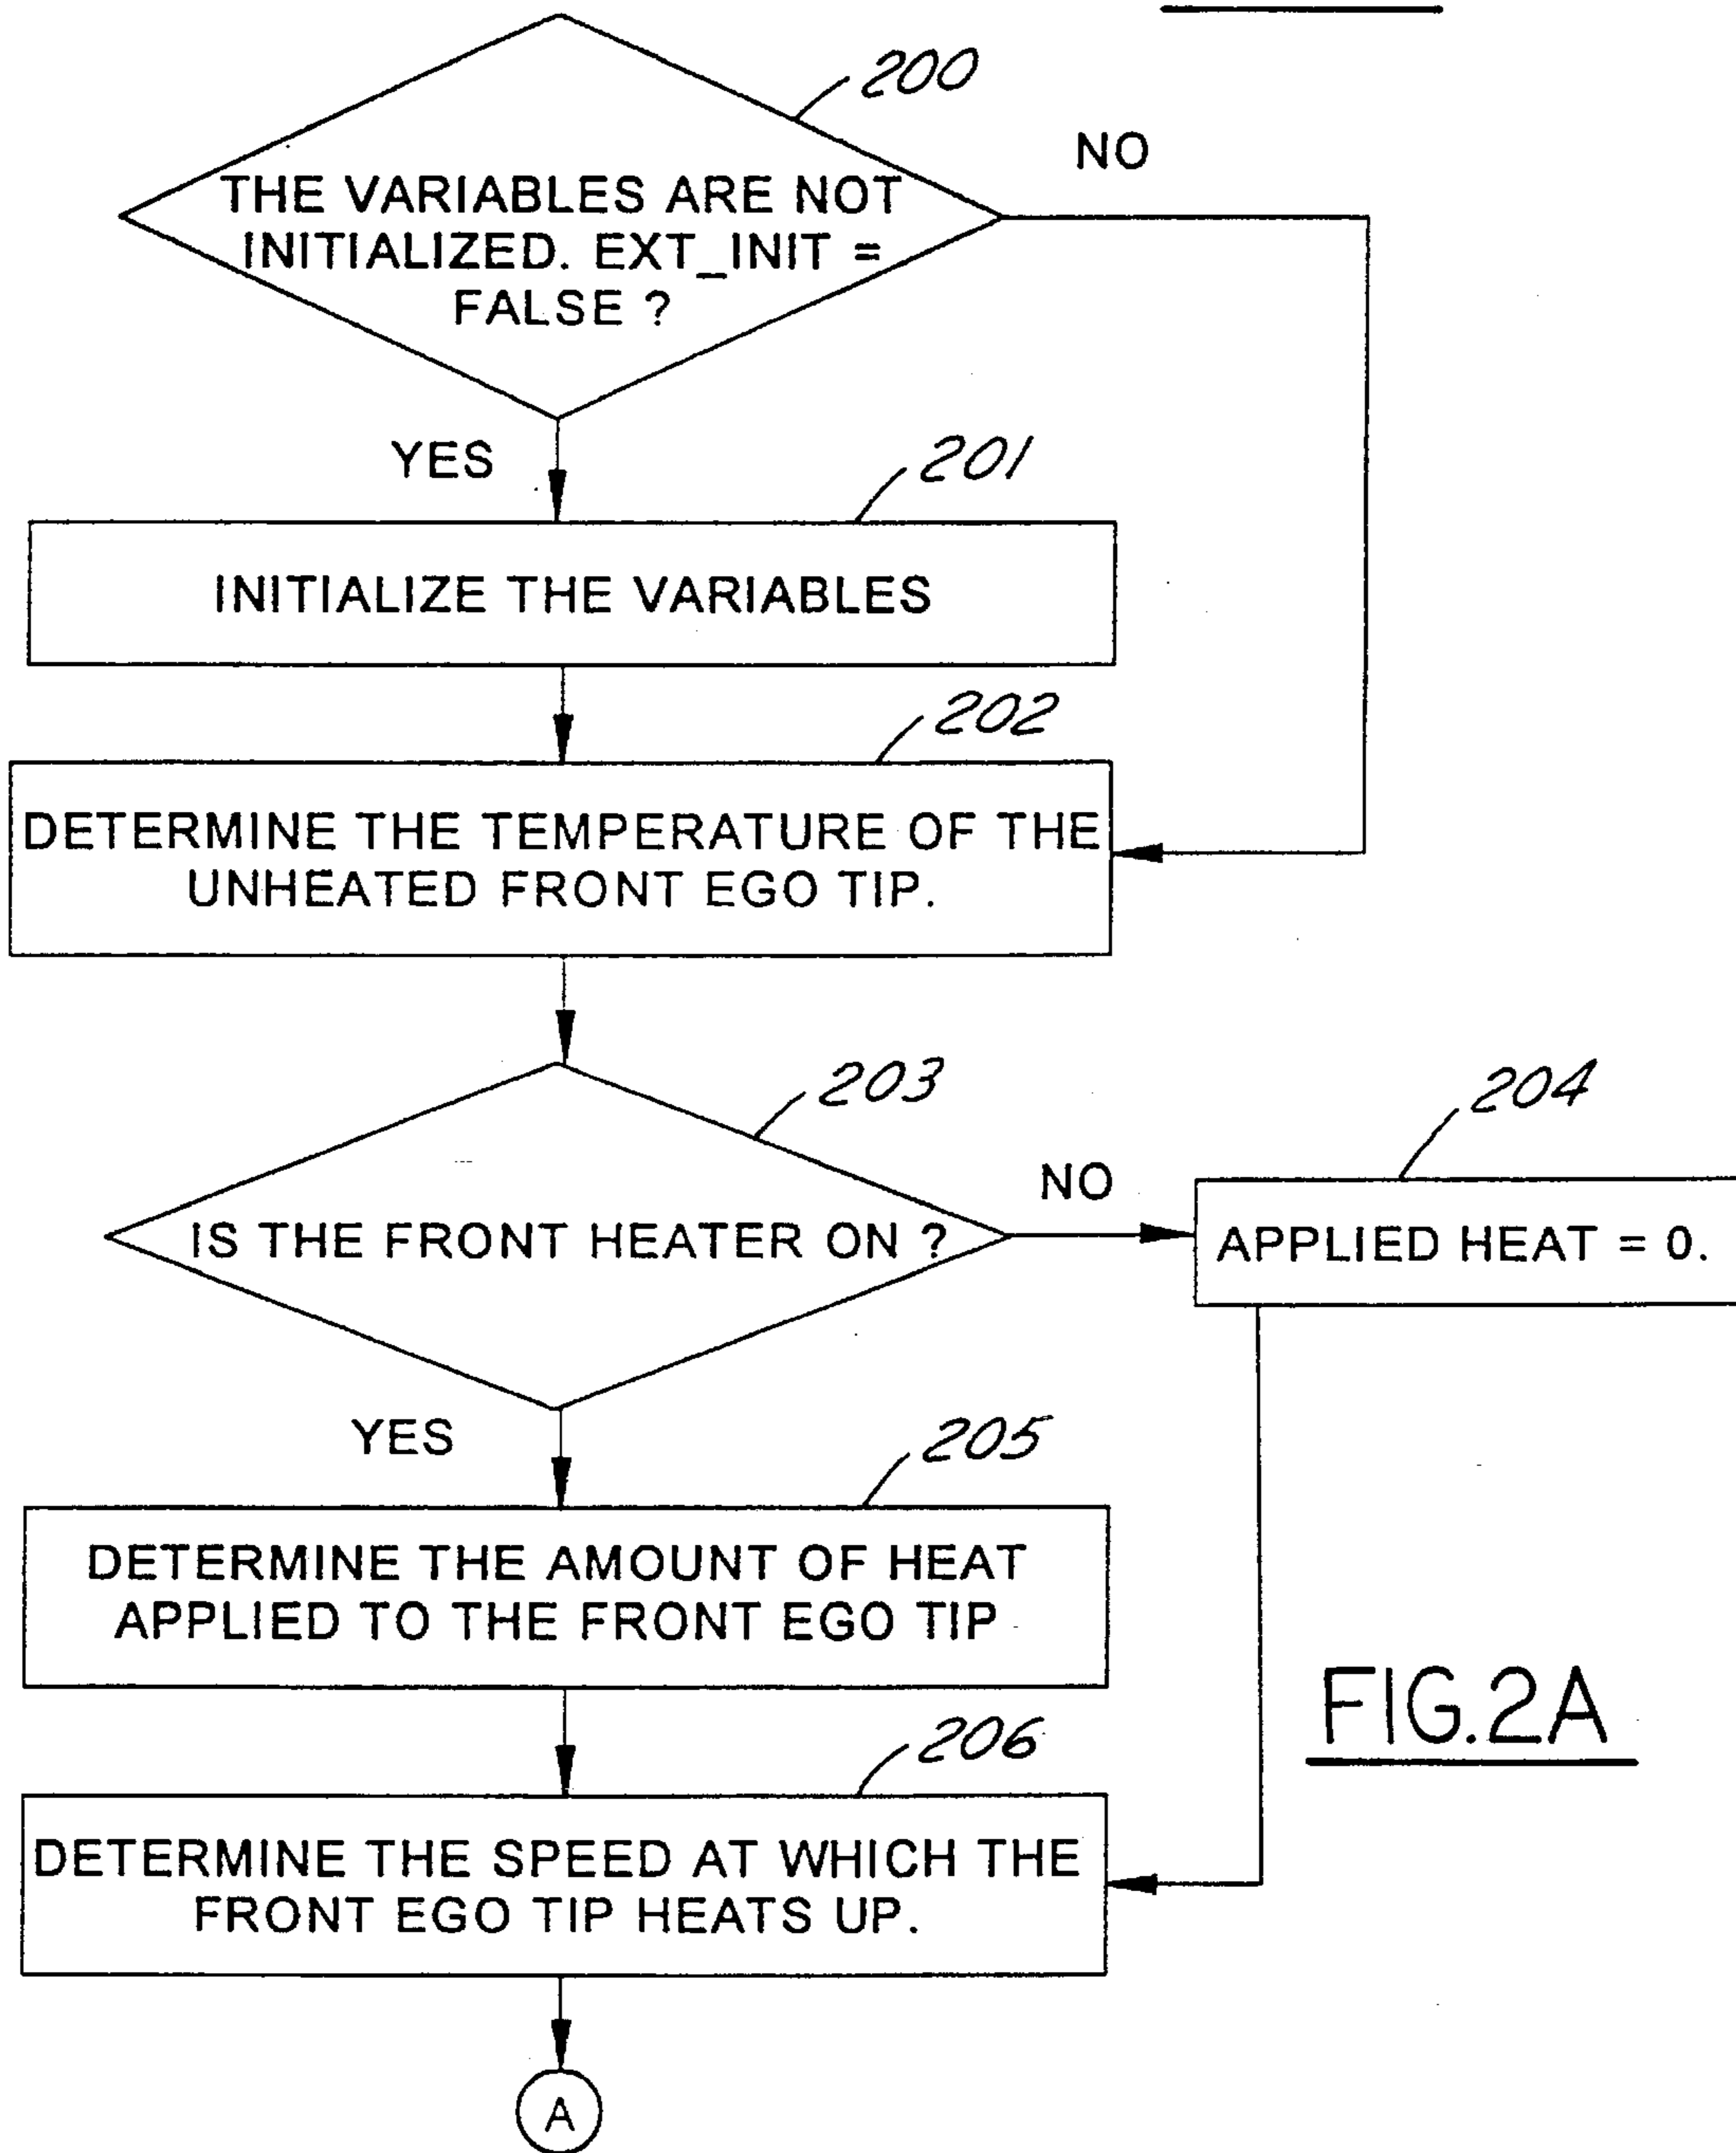 200
NO
THE VARIABLES ARE NOT
INITIALIZED. EXT_INIT =
FALSE ?
YES
201
INITIALIZE THE VARIABLES
202
DETERMINE THE TEMPERATURE OF THE
UNHEATED FRONT EGO TIP.
203
204
NO
IS THE FRONT HEATER ON ?
APPLIED HEAT = 0.
YES
205
DETERMINE THE AMOUNT OF HEAT
APPLIED TO THE FRONT EGO TIP
FIG.2A
206
DETERMINE THE SPEED AT WHICH THE
FRONT EGO TIP HEATS UP.
A